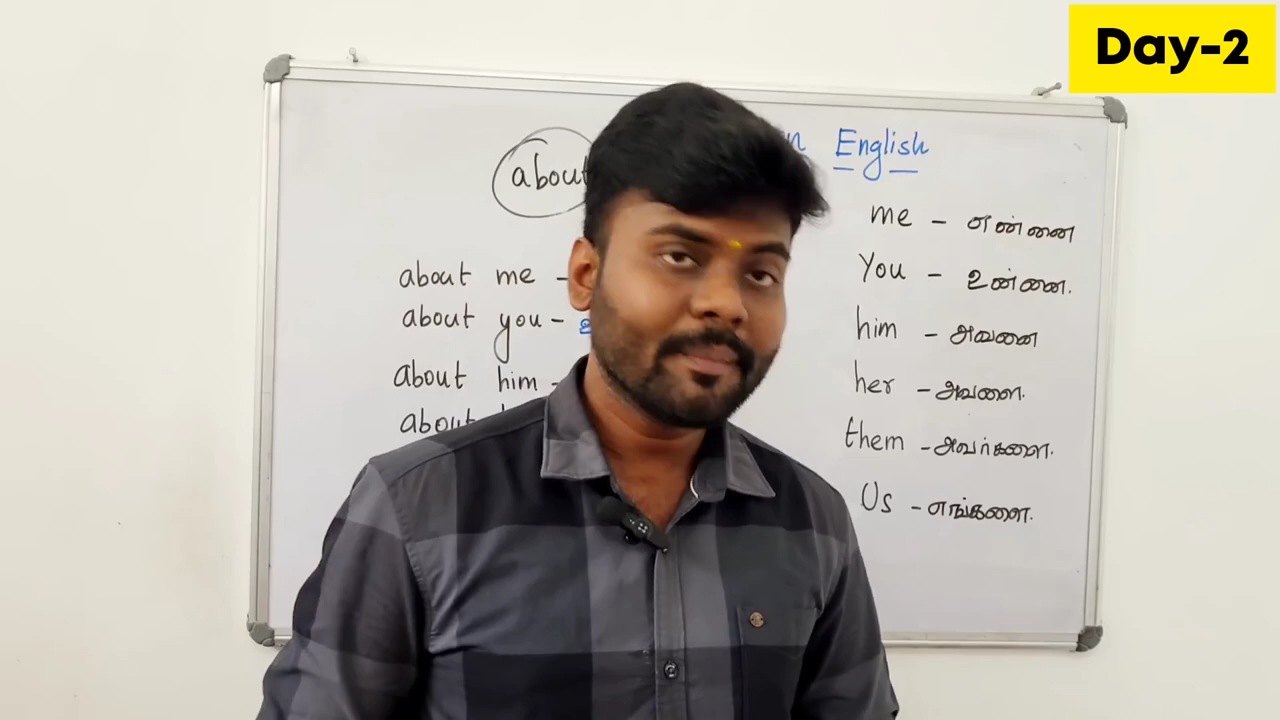 Day-2
English
about
about me -
about you -
about him -
about
me - என்னை
You - உன்னை.
him - அவனை
her - அவளை.
them - அவர்களை.
Us - எங்களை.